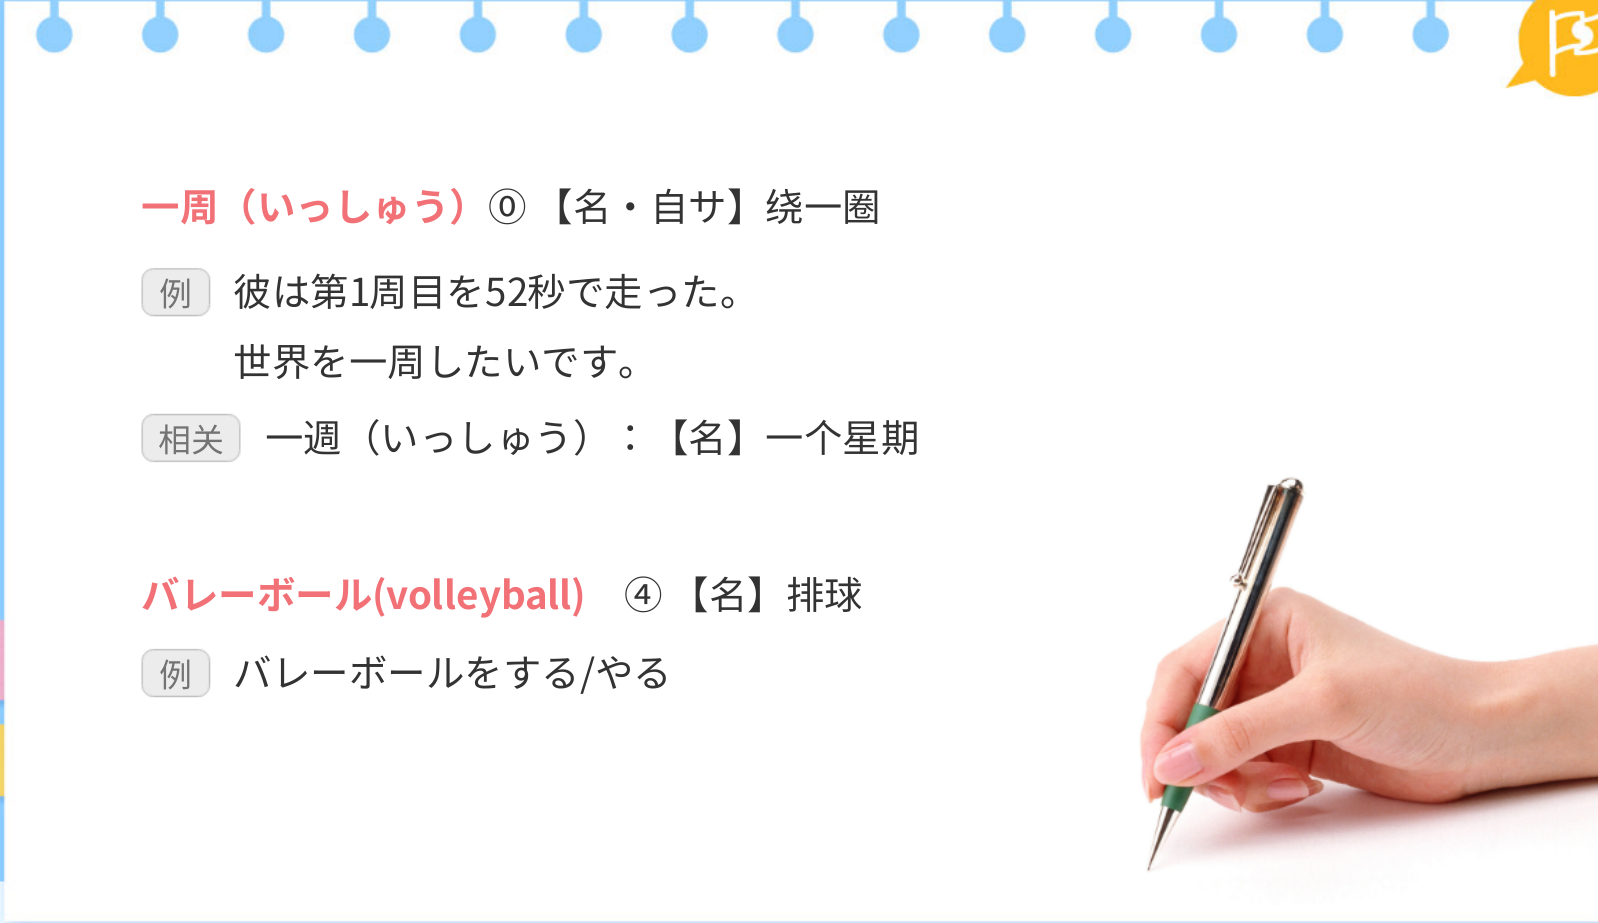 一周（いっしゅう）⓪【名・自サ】绕一圈
例 彼は第1周目を52秒で走った。
世界を一周したいです。
相关 一週（いっしゅう）：【名】一个星期
バレーボール(volleyball) ④【名】排球
例 バレーボールをする/やる